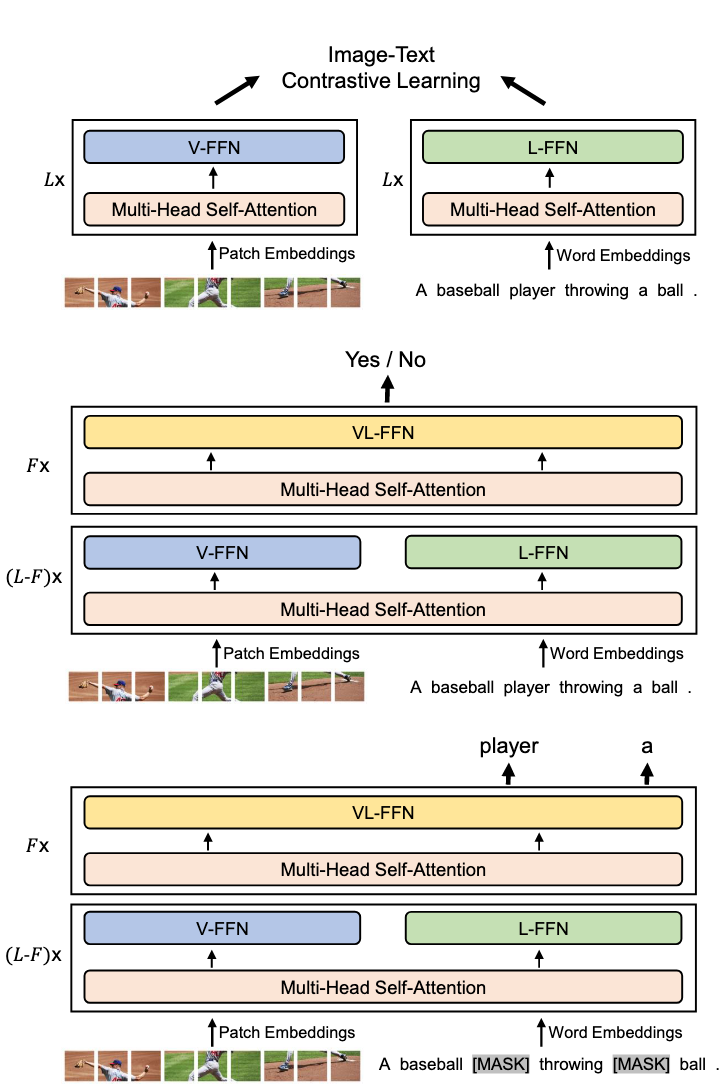 Image-Text
Contrastive Learning
V-FFN
L-FFN
Lx
Lx
Multi-Head Self-Attention
Multi-Head Self-Attention
Patch Embeddings
Word Embeddings
A baseball player throwing a ball .
Yes / No
VL-FFN
Fx
Multi-Head Self-Attention
V-FFN
L-FFN
(L-F)x
Multi-Head Self-Attention
Patch Embeddings
Word Embeddings
A baseball player throwing a ball .
player a
VL-FFN
Fx
Multi-Head Self-Attention
V-FFN
L-FFN
(L-F)x
Multi-Head Self-Attention
Patch Embeddings
Word Embeddings
A baseball [MASK] throwing [MASK] ball .